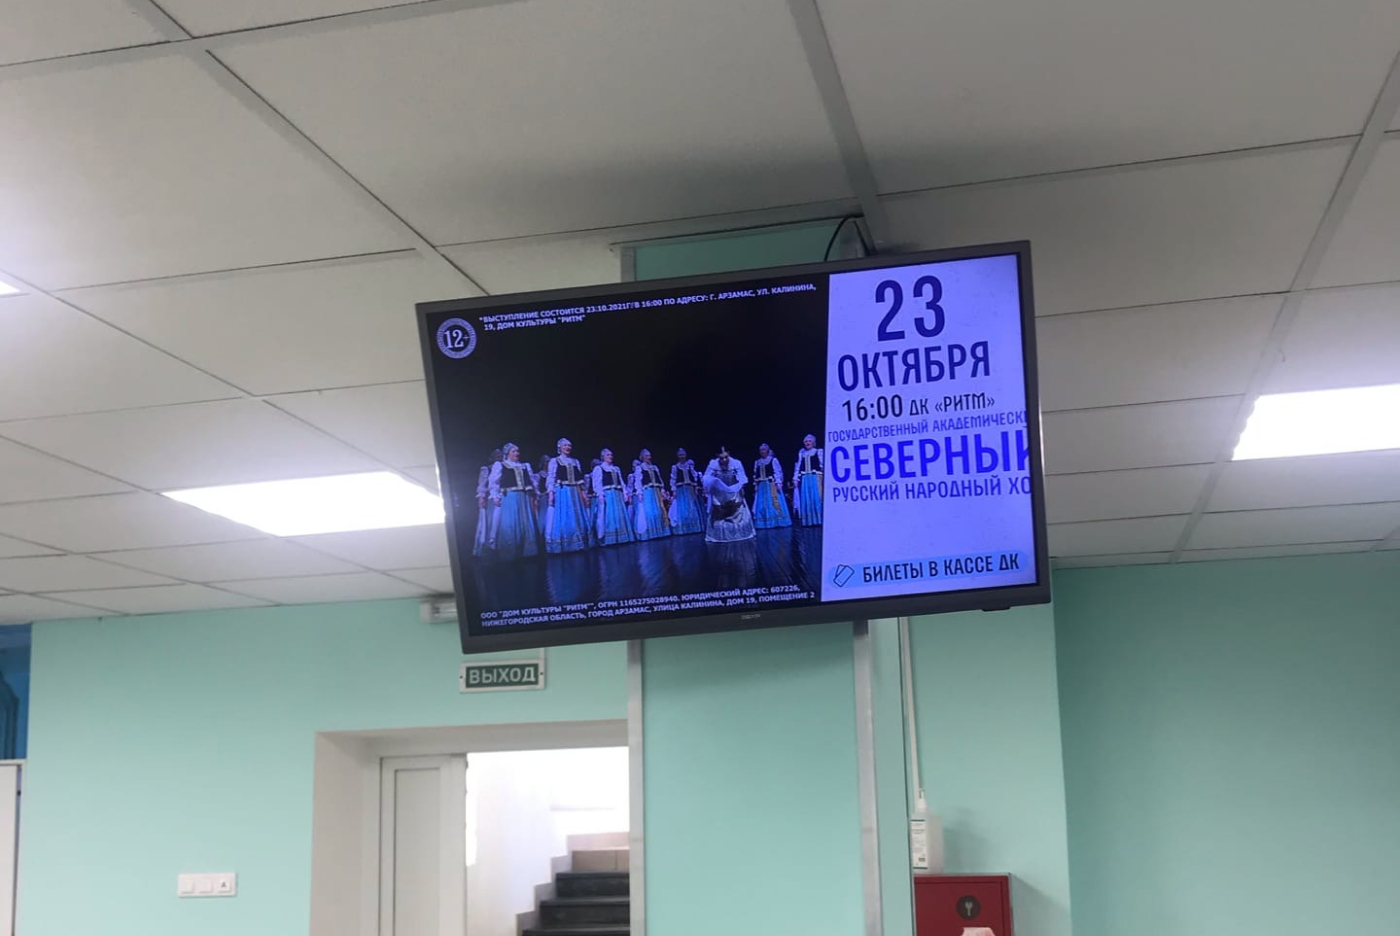 12+
*ВЫСТУПЛЕНИЕ СОСТОИТСЯ 23.10.2021Г/В 16:00 ПО АДРЕСУ: Г. АРЗАМАС, УЛ. КАЛИНИНА,
19, ДОМ КУЛЬТУРЫ "РИТМ"
23
ОКТЯБРЯ
16:00 ДК «РИТМ»
ГОСУДАРСТВЕННЫЙ АКАДЕМИЧЕСКИ
СЕВЕРНЫЙ
РУССКИЙ НАРОДНЫЙ ХО
БИЛЕТЫ В КАССЕ ДК
ООО "ДОМ КУЛЬТУРЫ "РИТМ"", ОГРН 1165275028940. ЮРИДИЧЕСКИЙ АДРЕС: 607226,
НИЖЕГОРОДСКАЯ ОБЛАСТЬ, ГОРОД АРЗАМАС, УЛИЦА КАЛИНИНА, ДОМ 19, ПОМЕЩЕНИЕ 2
ВЫХОД
А